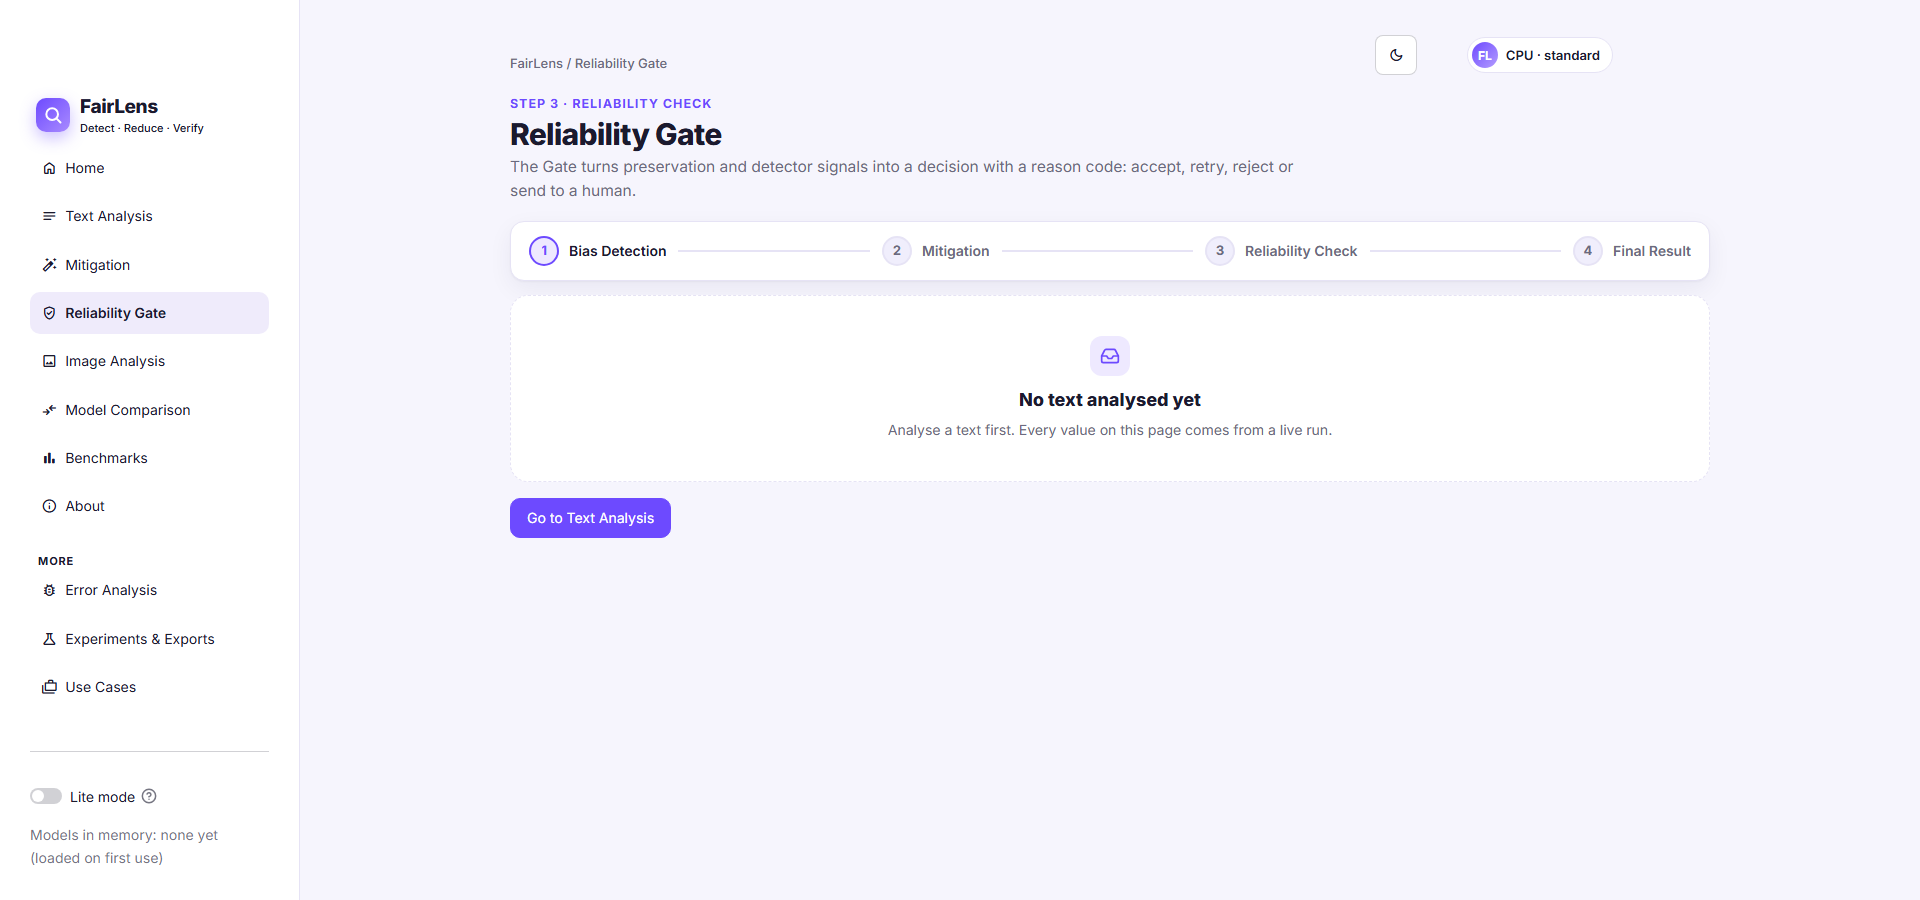 FairLens
Detect · Reduce · Verify
Home
Text Analysis
Mitigation
Reliability Gate
Image Analysis
Model Comparison
Benchmarks
About
MORE
Error Analysis
Experiments & Exports
Use Cases
Lite mode
Models in memory: none yet
(loaded on first use)
FairLens / Reliability Gate
FL CPU · standard
STEP 3 · RELIABILITY CHECK
Reliability Gate
The Gate turns preservation and detector signals into a decision with a reason code: accept, retry, reject or
send to a human.
1 Bias Detection 2 Mitigation 3 Reliability Check 4 Final Result
No text analysed yet
Analyse a text first. Every value on this page comes from a live run.
Go to Text Analysis